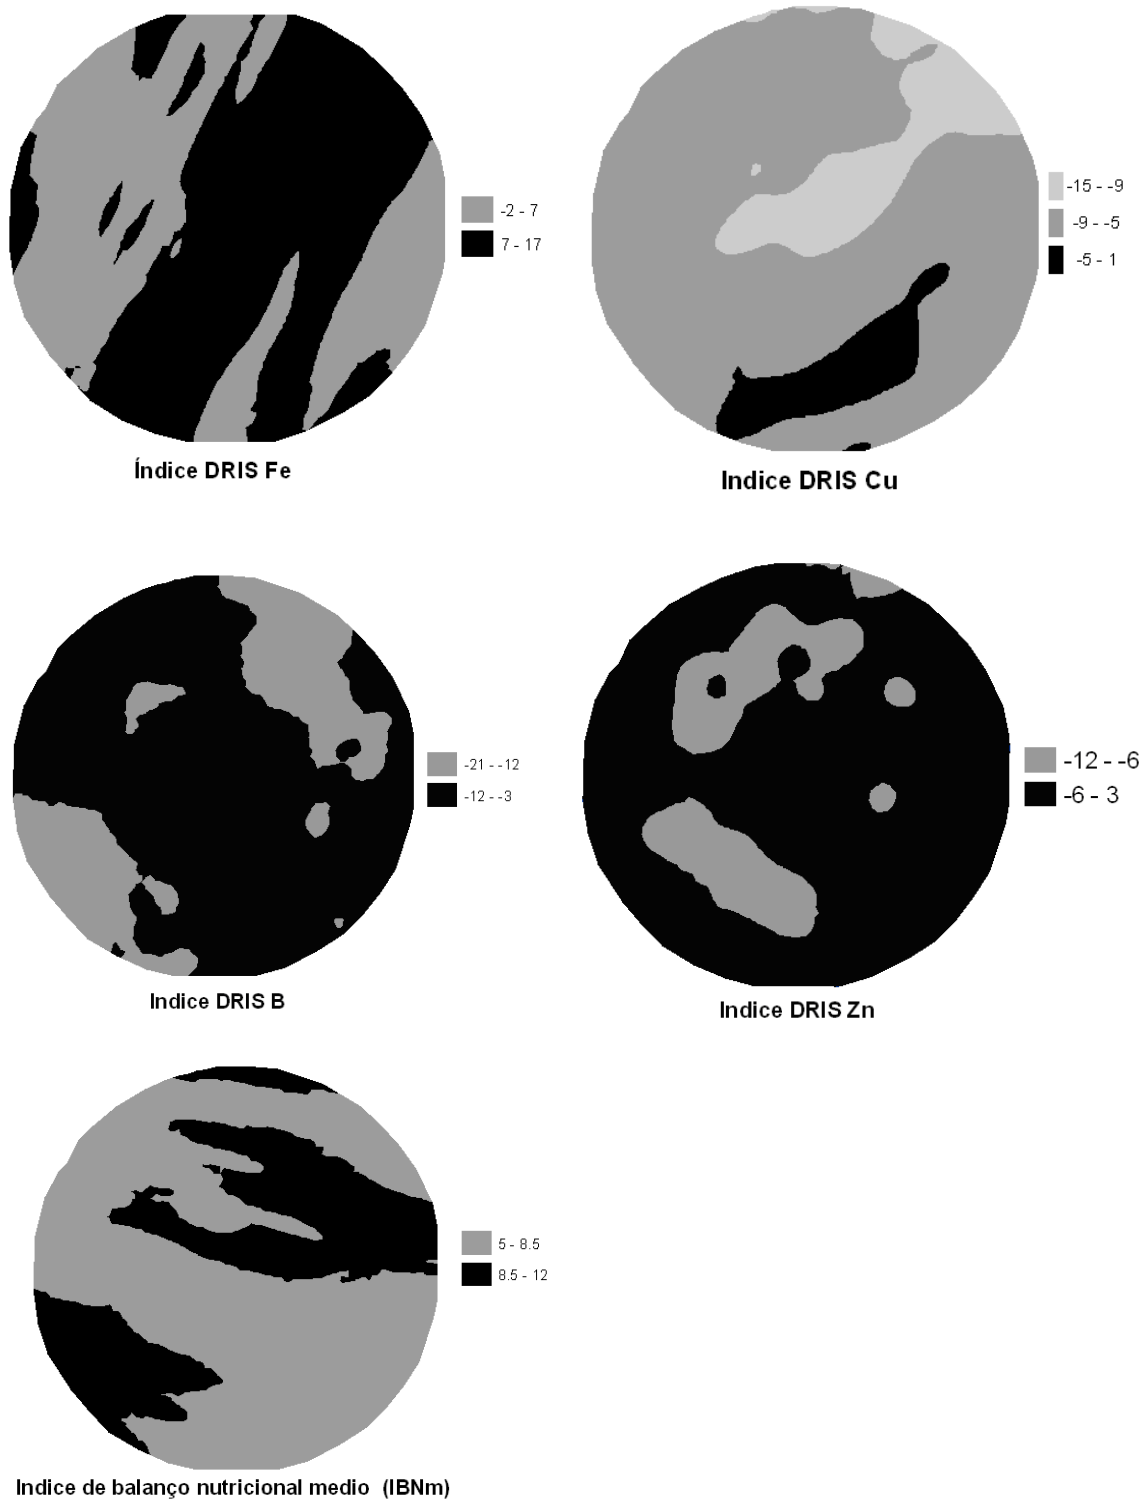 -2 - 7
7 - 17
Índice DRIS Fe
-15 - -9
-9 - -5
-5 - 1
Indice DRIS Cu
-21 - -12
-12 - -3
Indice DRIS B
-12 - -6
-6 - 3
Indice DRIS Zn
5 - 8.5
8.5 - 12
Indice de balanço nutricional medio (IBNm)